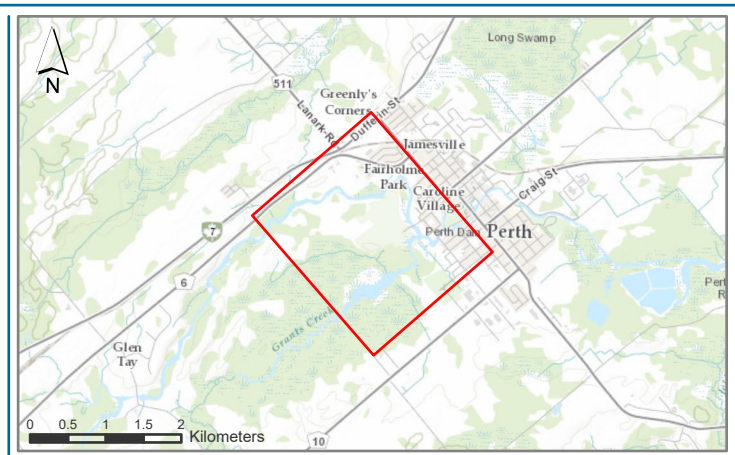 Long Swamp
N
511
Greenly's
Corners
Lanark-Rd
Dufferin-St
Jamesville
Fairholme
Park
Caroline
Village
Craig-St
Perth Dam
Perth
7
6
Grants Creek
Glen
Tay
10
0 0.5 1 1.5 2
Kilometers